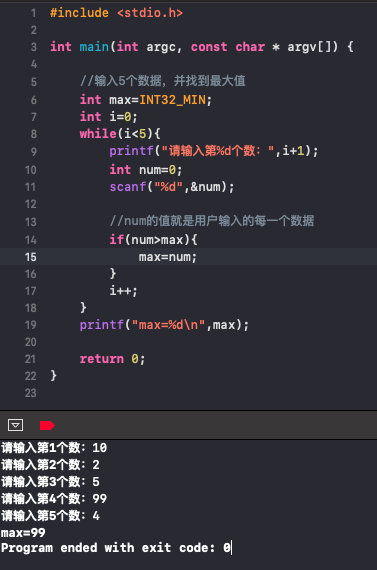 1 #include <stdio.h>
2
3 int main(int argc, const char * argv[]) {
4
5     //输入5个数据，并找到最大值
6     int max=INT32_MIN;
7     int i=0;
8     while(i<5){
9         printf("请输入第%d个数：",i+1);
10         int num=0;
11         scanf("%d",&num);
12
13         //num的值就是用户输入的每一个数据
14         if(num>max){
15             max=num;
16         }
17         i++;
18     }
19     printf("max=%d\n",max);
20
21     return 0;
22 }
23
请输入第1个数：10
请输入第2个数：2
请输入第3个数：5
请输入第4个数：99
请输入第5个数：4
max=99
Program ended with exit code: 0